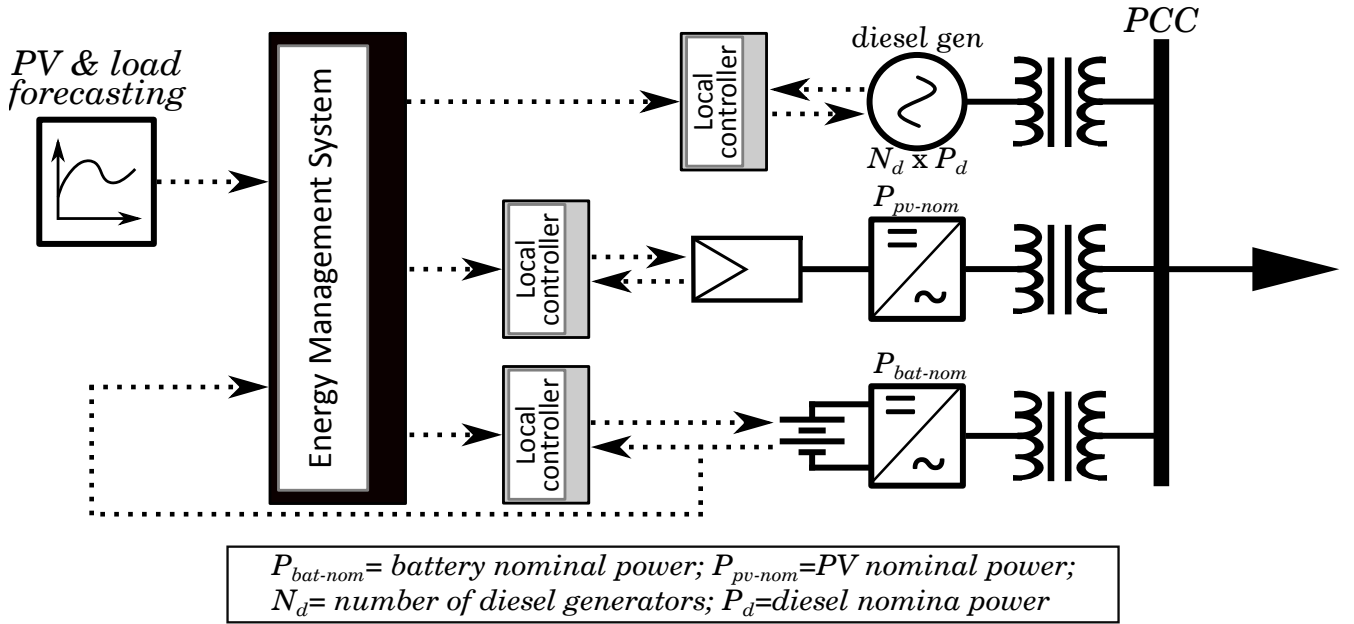 PV & load
forecasting
Energy Management System
Local
controller
diesel gen
N_d x P_d
PCC
Local
controller
P_pv-nom
Local
controller
P_bat-nom
P_bat-nom= battery nominal power; P_pv-nom=PV nominal power;
N_d= number of diesel generators; P_d=diesel nomina power